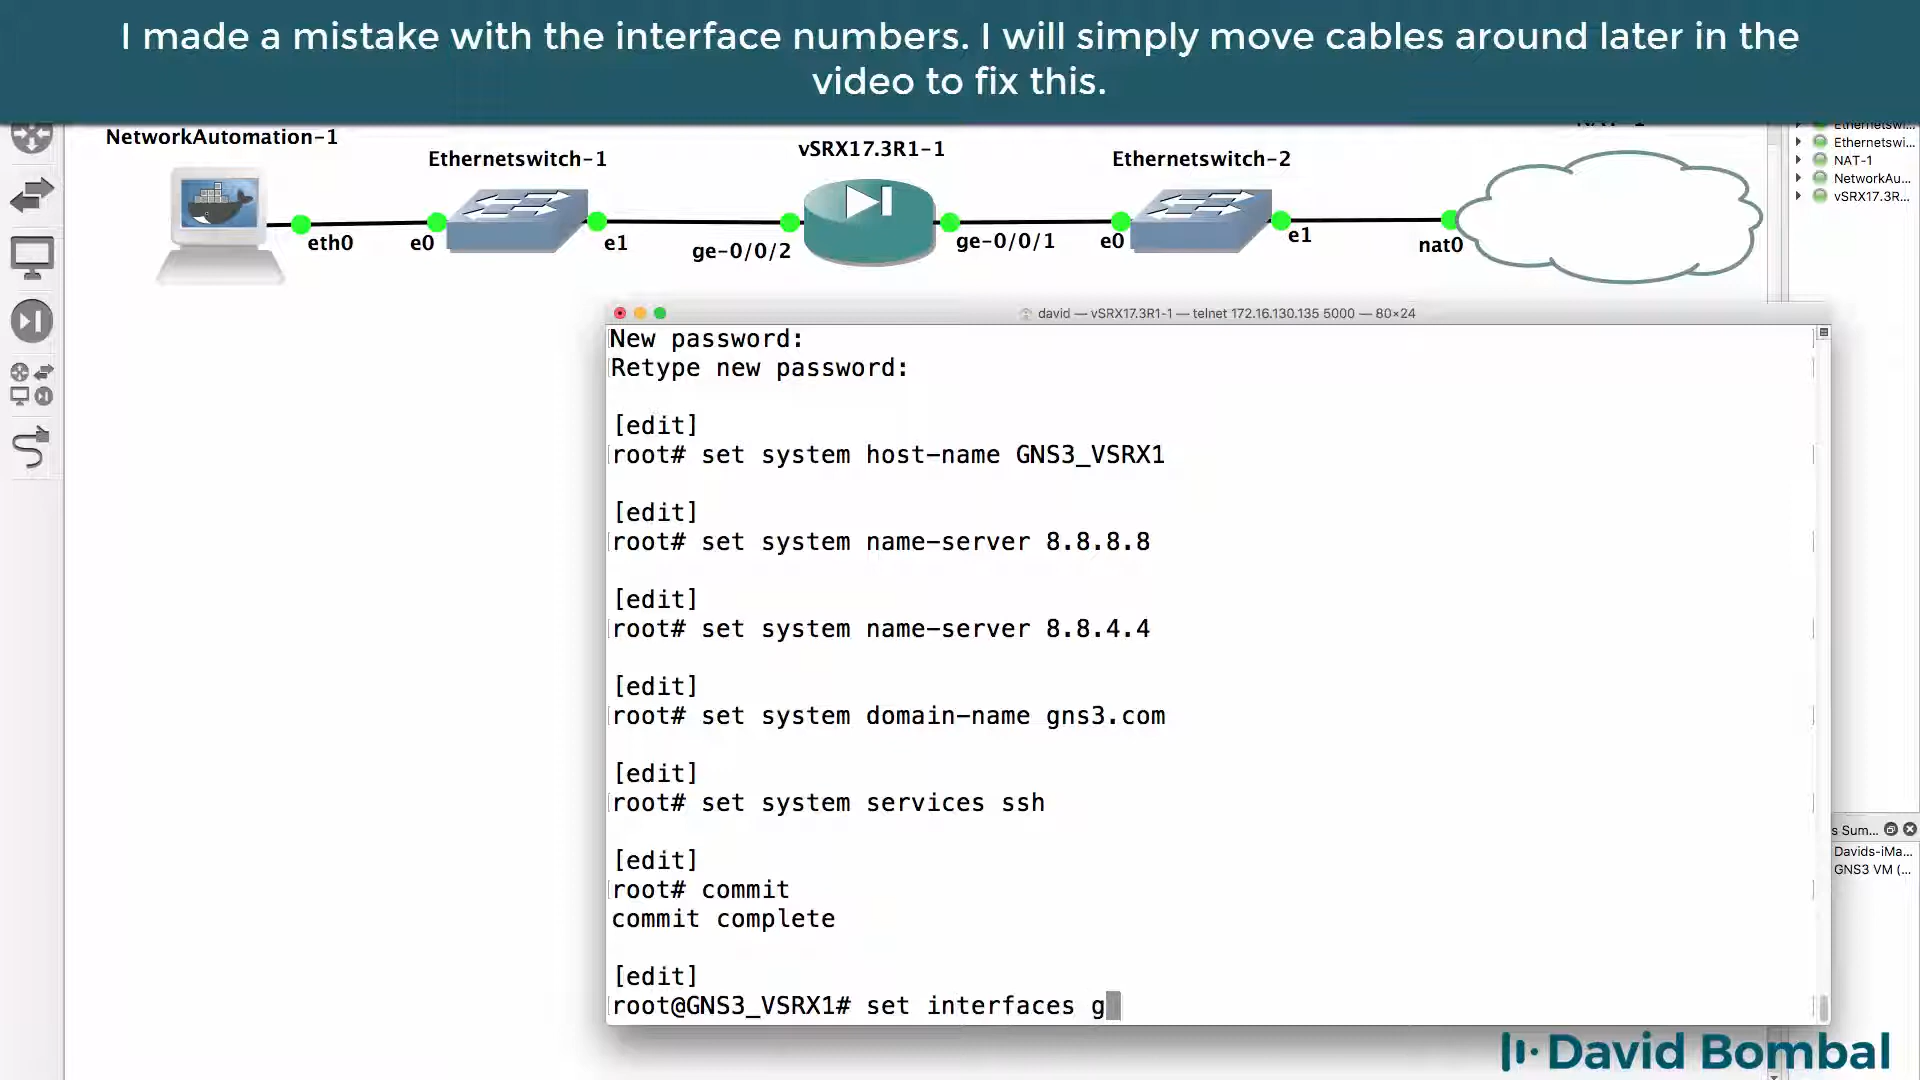 I made a mistake with the interface numbers. I will simply move cables around later in the
video to fix this.
NetworkAutomation-1
Ethernetswitch-1
vSRX17.3R1-1
Ethernetswitch-2
NAT-1
eth0
e0
e1
ge-0/0/2
ge-0/0/1
e0
e1
nat0
Ethernetswi...
Ethernetswi...
NAT-1
NetworkAu...
vSRX17.3R...
david — vSRX17.3R1-1 — telnet 172.16.130.135 5000 — 80×24
New password:
Retype new password:
[edit]
root# set system host-name GNS3_VSRX1
[edit]
root# set system name-server 8.8.8.8
[edit]
root# set system name-server 8.8.4.4
[edit]
root# set system domain-name gns3.com
[edit]
root# set system services ssh
[edit]
root# commit
commit complete
[edit]
root@GNS3_VSRX1# set interfaces g
s Sum...
Davids-iMa...
GNS3 VM (...
David Bombal